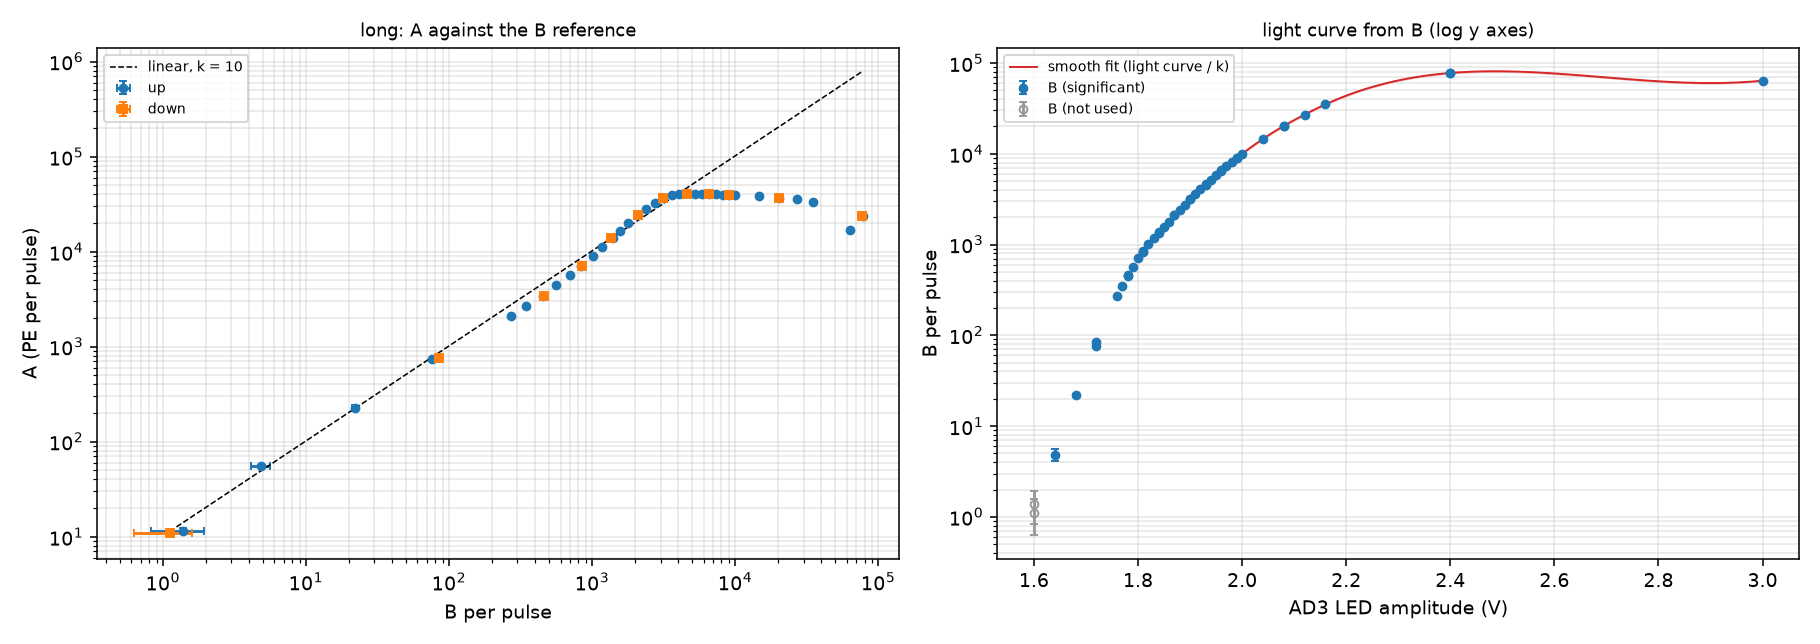 long: A against the B reference
linear, k = 10
up
down
10^6
10^5
10^4
10^3
10^2
10^1
A (PE per pulse)
10^0 10^1 10^2 10^3 10^4 10^5
B per pulse
light curve from B (log y axes)
smooth fit (light curve / k)
B (significant)
B (not used)
10^5
10^4
10^3
10^2
10^1
10^0
B per pulse
1.6 1.8 2.0 2.2 2.4 2.6 2.8 3.0
AD3 LED amplitude (V)